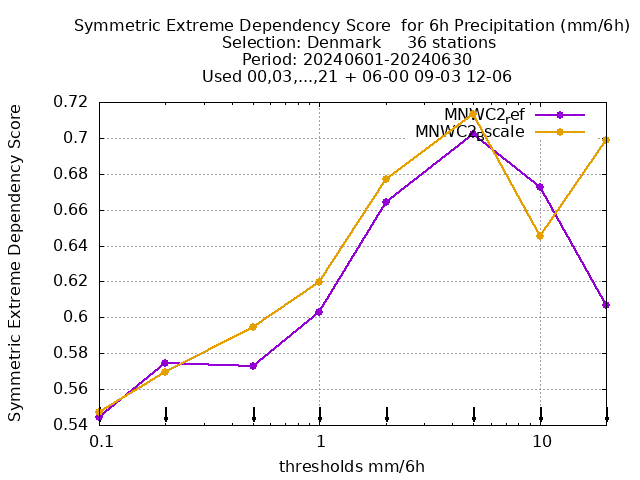 Symmetric Extreme Dependency Score  for 6h Precipitation (mm/6h)
Selection: Denmark     36 stations
Period: 20240601-20240630
Used 00,03,...,21 + 06-00 09-03 12-06
Symmetric Extreme Dependency Score
0.72
0.7
0.68
0.66
0.64
0.62
0.6
0.58
0.56
0.54
MNWC2ref
MNWC2pscale
0.1
1
10
thresholds mm/6h